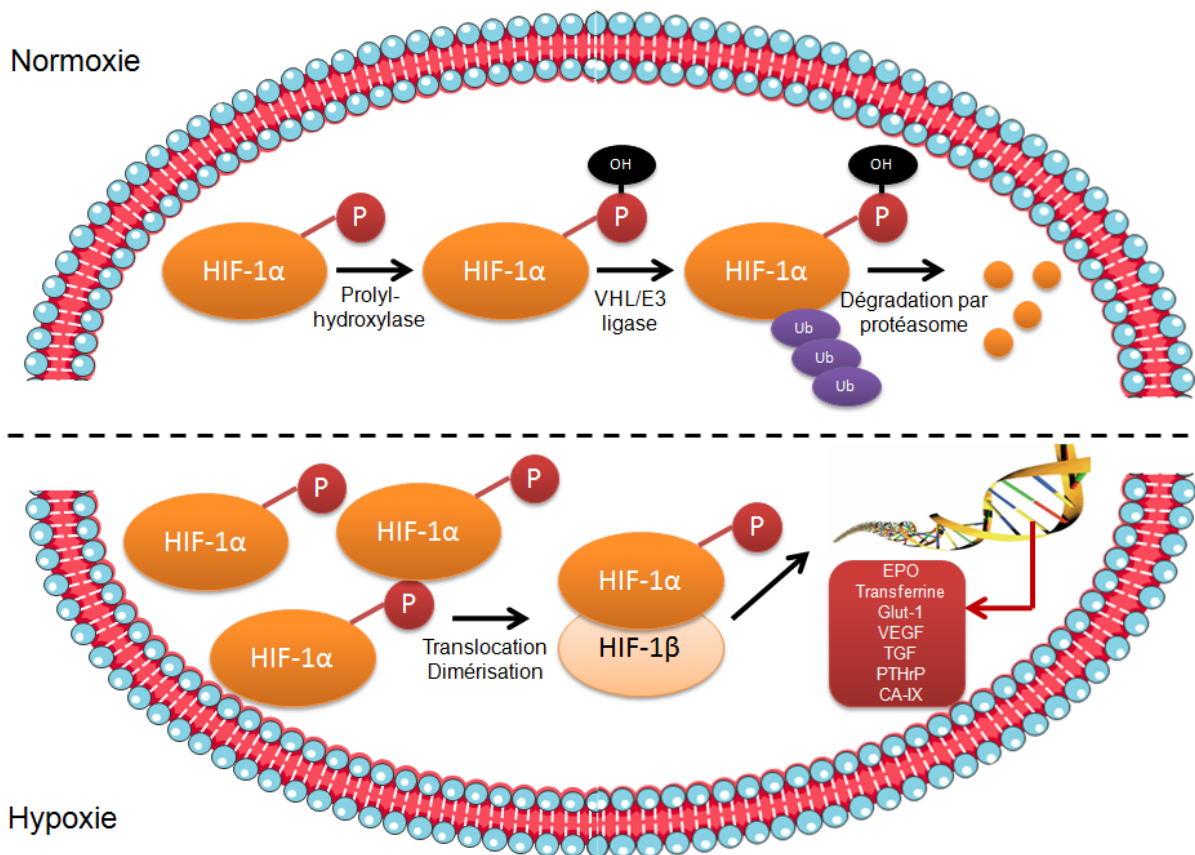 Normoxie
OH
OH
P
P
P
HIF-1α
HIF-1α
HIF-1α
Prolyl-
hydroxylase
VHL/E3
ligase
Dégradation par
protéasome
Ub
Ub
Ub
P
P
P
HIF-1α
HIF-1α
P
HIF-1α
HIF-1α
HIF-1β
Translocation
Dimérisation
EPO
Transferrine
Glut-1
VEGF
TGF
PTHrP
CA-IX
Hypoxie